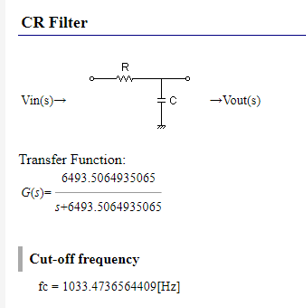 CR Filter
R
Vin(s)→
C
→Vout(s)
Transfer Function:
6493.5064935065
G(s)=
s+6493.5064935065
Cut-off frequency
fc = 1033.4736564409[Hz]